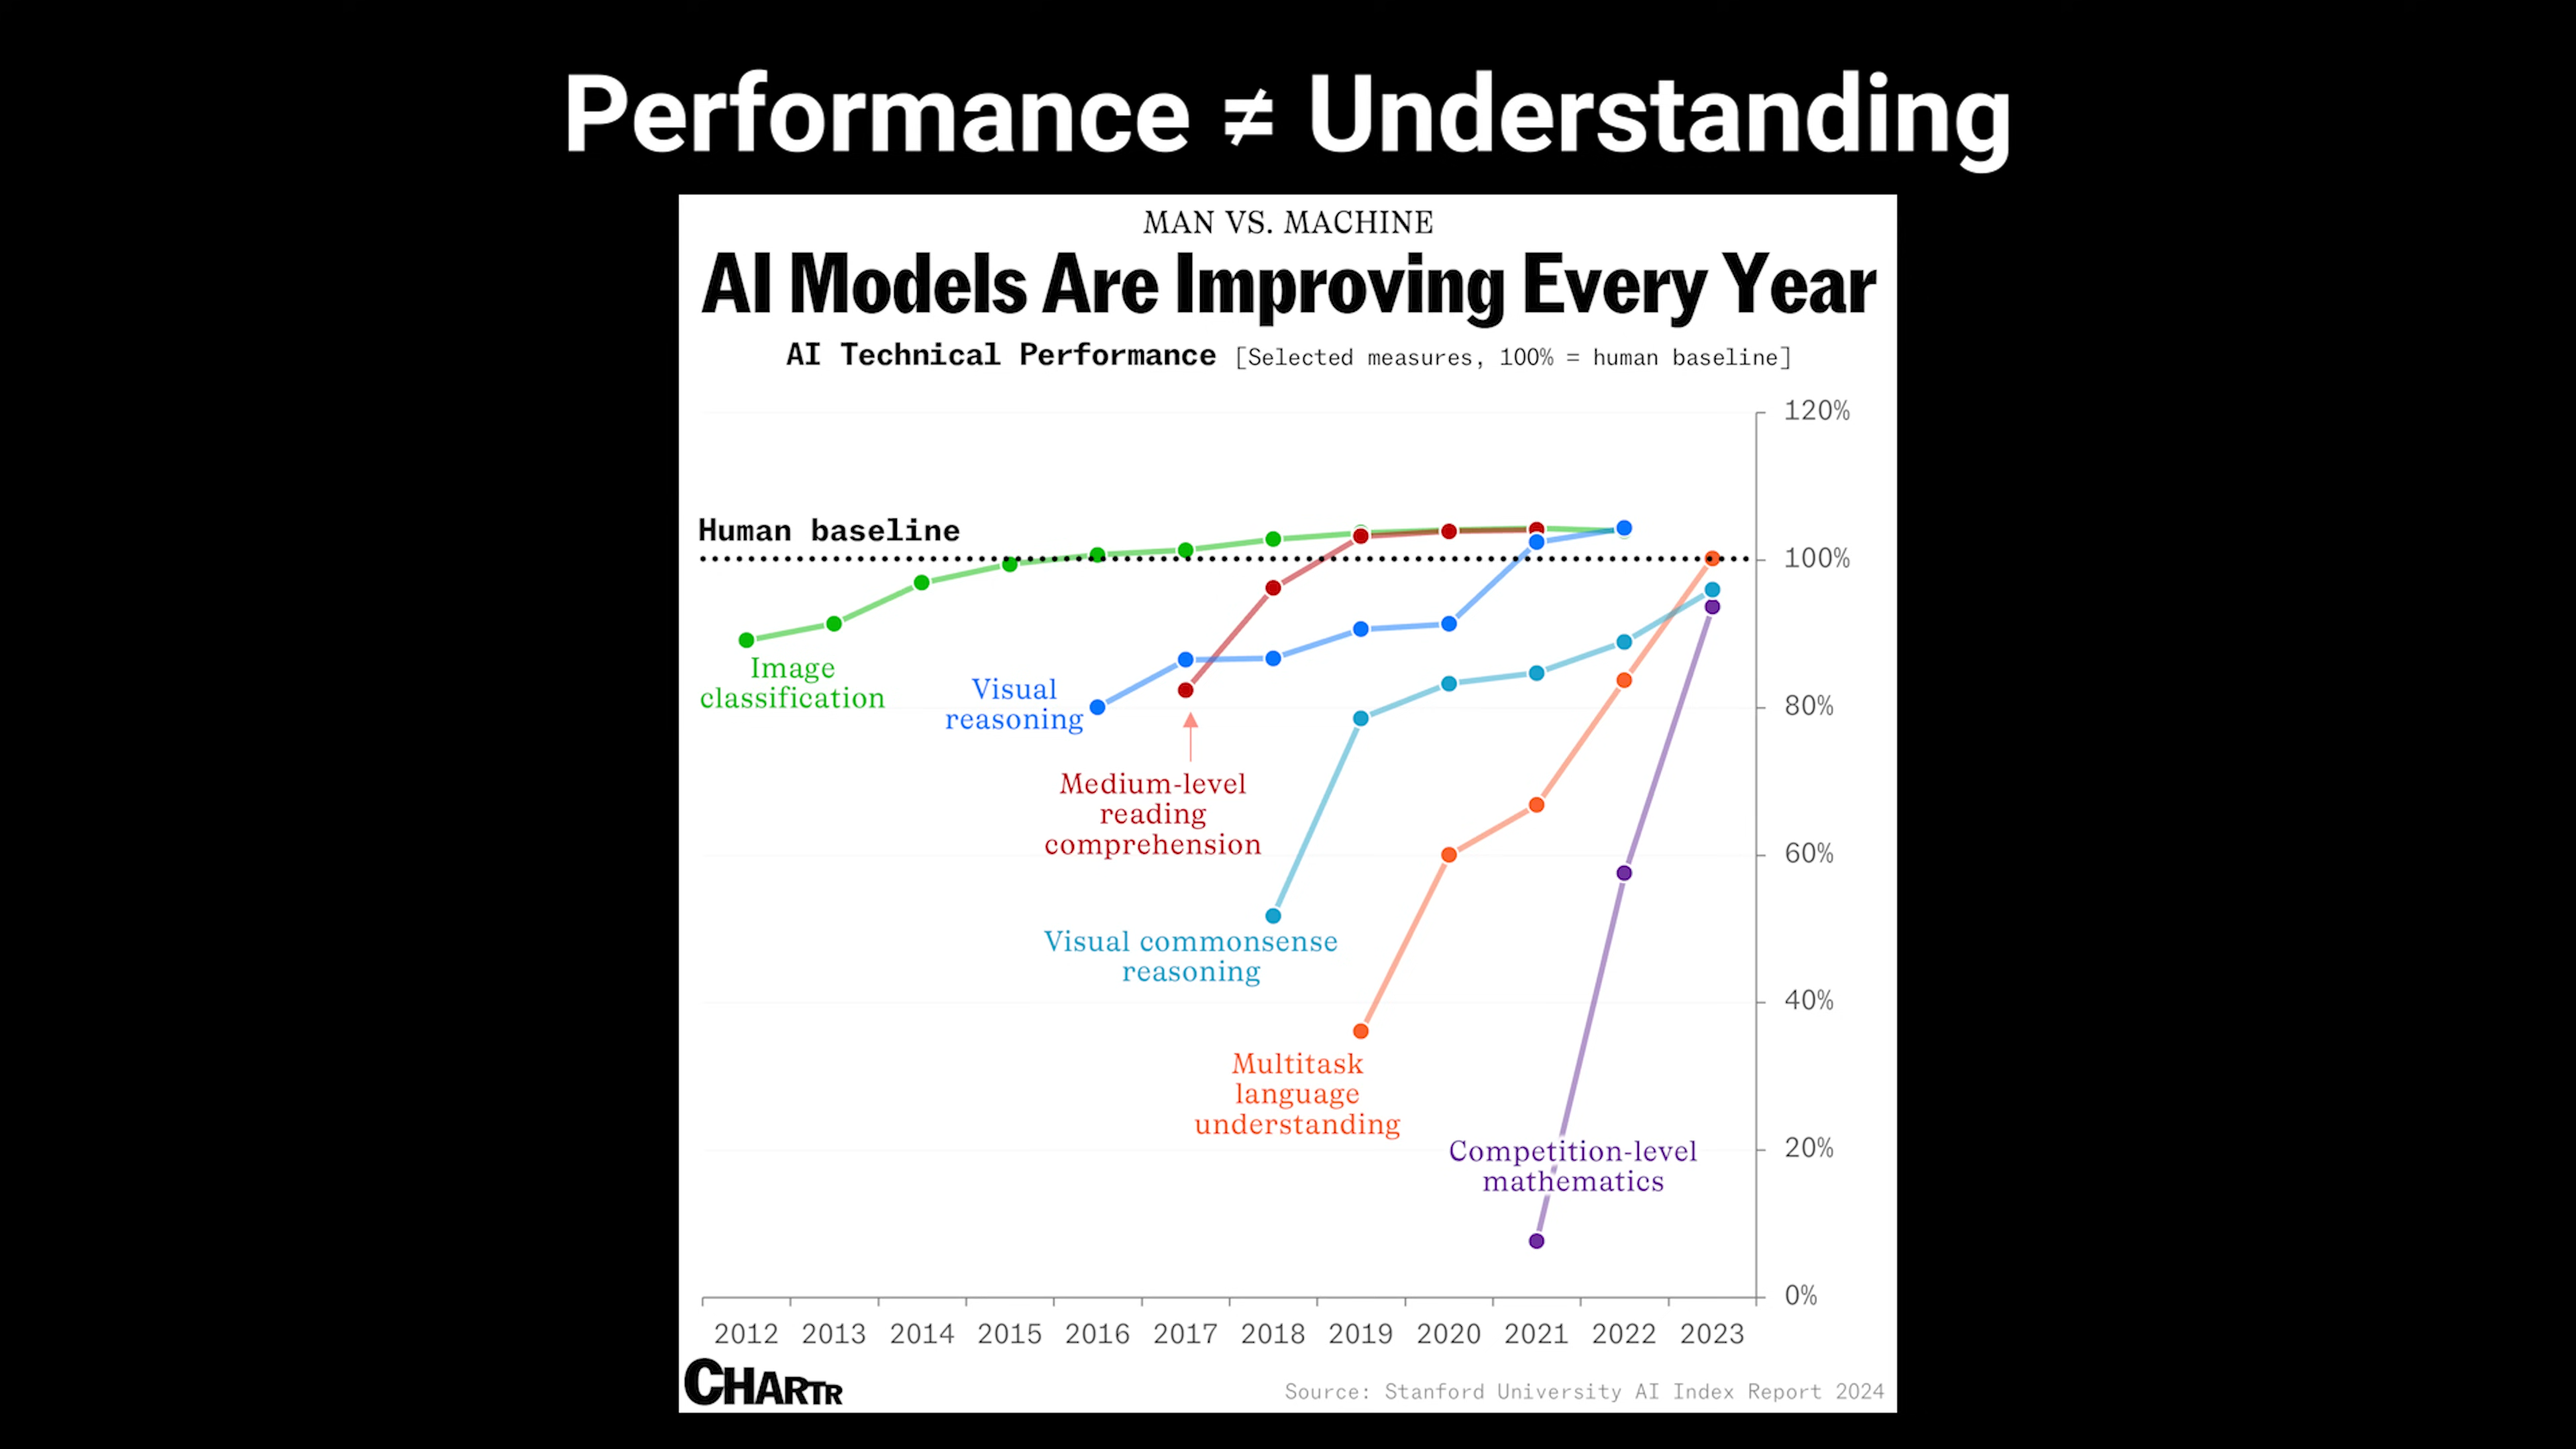 Performance ≠ Understanding
MAN VS. MACHINE
AI Models Are Improving Every Year
AI Technical Performance [Selected measures, 100% = human baseline]
120%
Human baseline
100%
Image
classification
Visual
reasoning
80%
Medium-level
reading
comprehension
60%
Visual commonsense
reasoning
40%
Multitask
language
understanding
Competition-level
mathematics
20%
0%
2012 2013 2014 2015 2016 2017 2018 2019 2020 2021 2022 2023
CHARTR
Source: Stanford University AI Index Report 2024